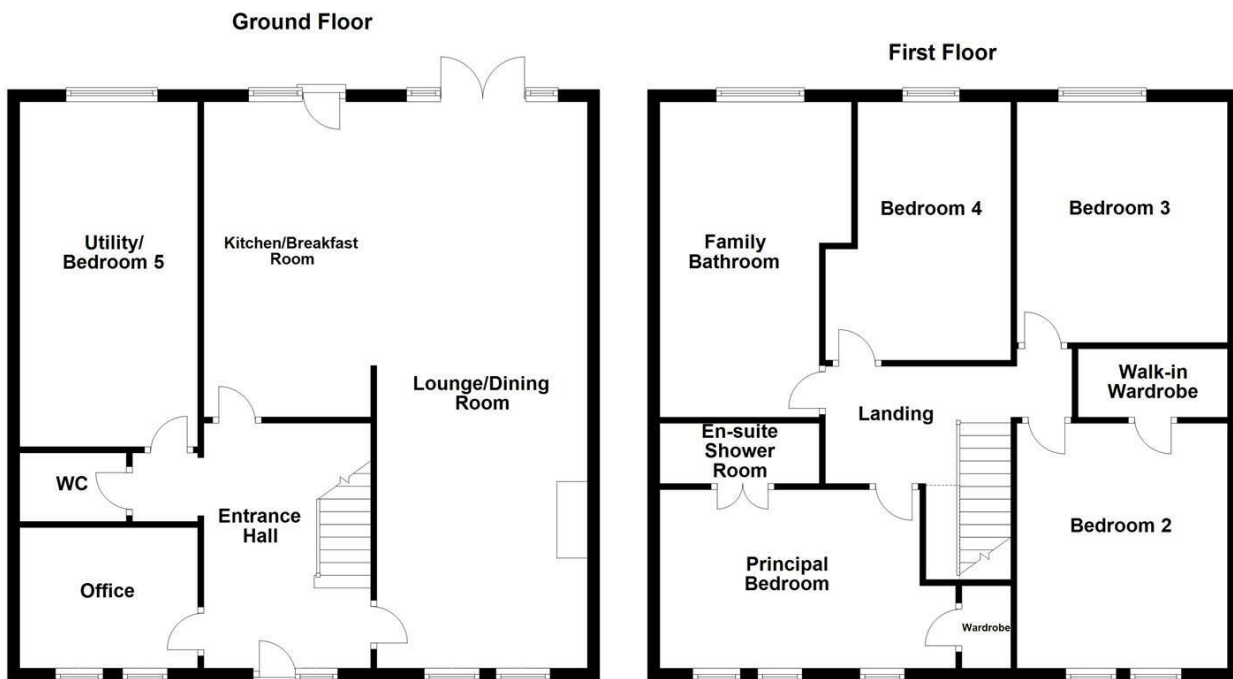 Ground Floor
Utility/
Bedroom 5
Kitchen/Breakfast
Room
Lounge/Dining
Room
WC
Entrance
Hall
Office
First Floor
Family
Bathroom
Bedroom 4
Bedroom 3
Walk-in
Wardrobe
Landing
En-suite
Shower
Room
Bedroom 2
Principal
Bedroom
Wardrobe